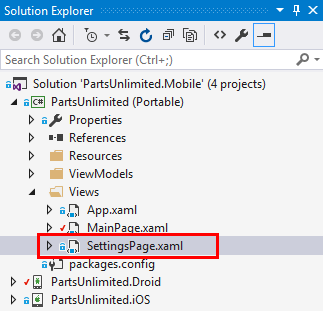 Solution Explorer
Search Solution Explorer (Ctrl+;)
Solution 'PartsUnlimited.Mobile' (4 projects)
C# PartsUnlimited (Portable)
Properties
References
Resources
ViewModels
Views
App.xaml
MainPage.xaml
SettingsPage.xaml
packages.config
PartsUnlimited.Droid
PartsUnlimited.iOS